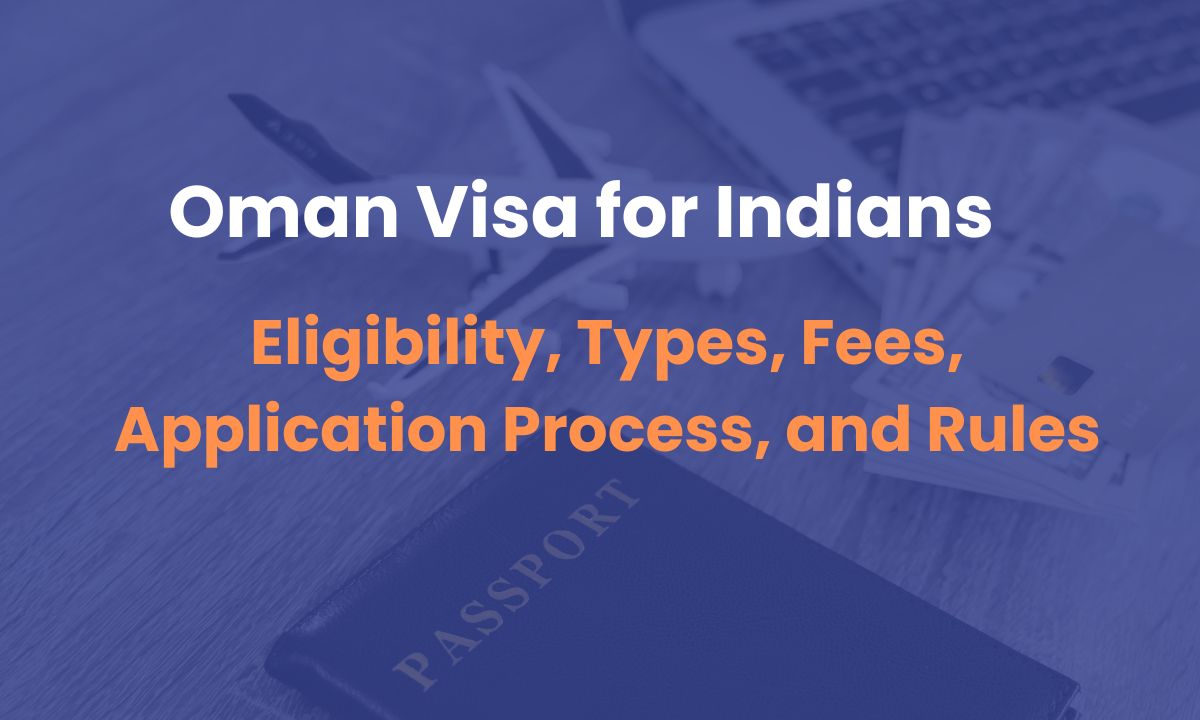 Oman Visa for Indians
Eligibility, Types, Fees,
Application Process, and Rules
PASSPORT